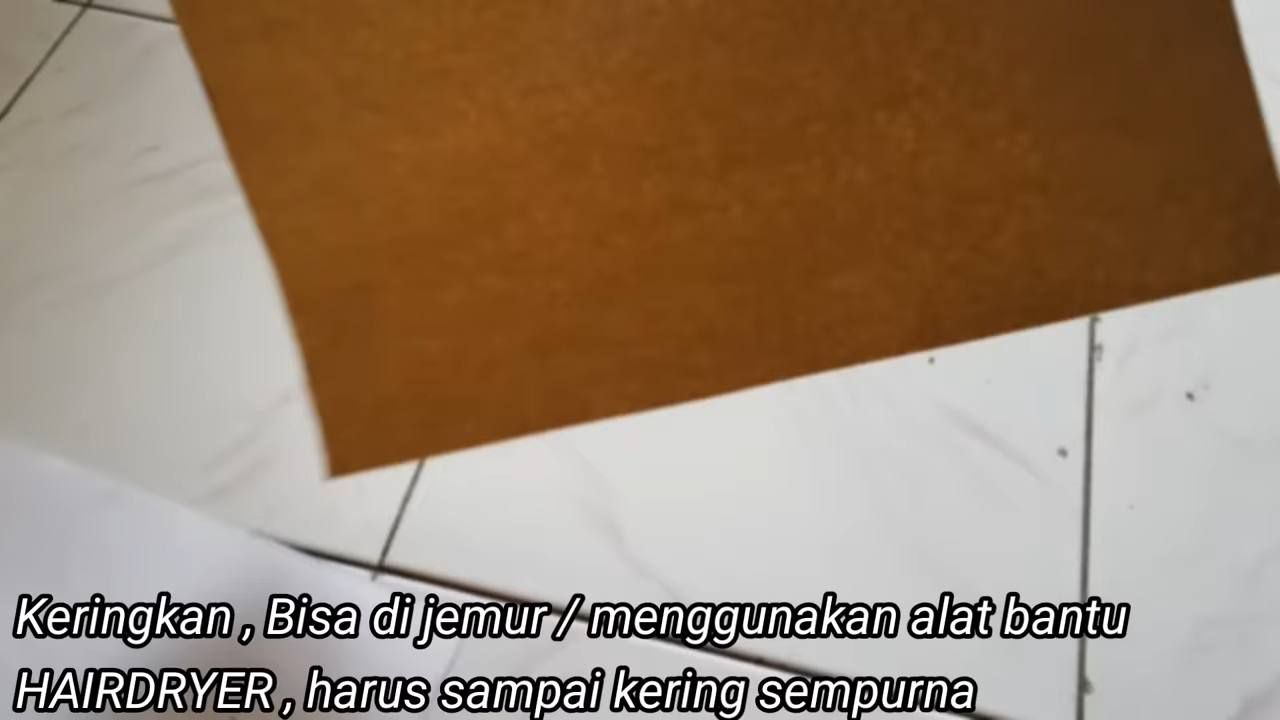 Keringkan , Bisa di jemur / menggunakan alat bantu
HAIRDRYER , harus sampai kering sempurna